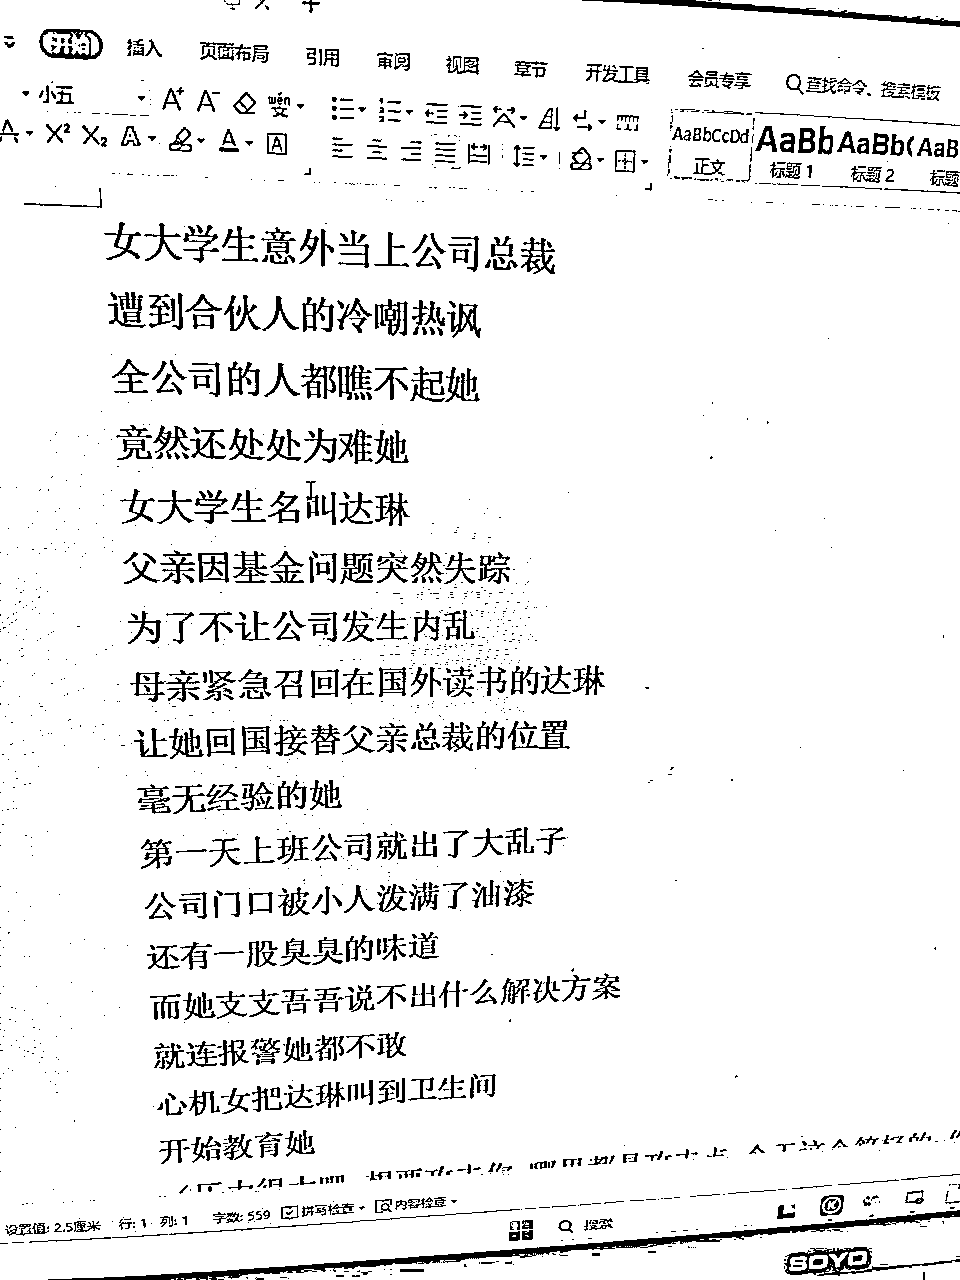 开始 插入 页面布局 引用 审阅 视图 章节 开发工具 会员专享 查找命令、搜索模板
小五 A⁺ A⁻ wén 变
X² X₂ A A A
AaBbCcDd AaBb AaBb( AaB
正文 标题 1 标题 2 标题
女大学生意外当上公司总裁
遭到合伙人的冷嘲热讽
全公司的人都瞧不起她
竟然还处处为难她
女大学生名叫达琳
父亲因基金问题突然失踪
为了不让公司发生内乱
母亲紧急召回在国外读书的达琳
让她回国接替父亲总裁的位置
毫无经验的她
第一天上班公司就出了大乱子
公司门口被小人泼满了油漆
还有一股臭臭的味道
而她支支吾吾说不出什么解决方案
就连报警她都不敢
心机女把达琳叫到卫生间
开始教育她
设置值: 2.5厘米 行: 1 列: 1 字数: 559 拼写检查 内容检查
搜索
SOYO